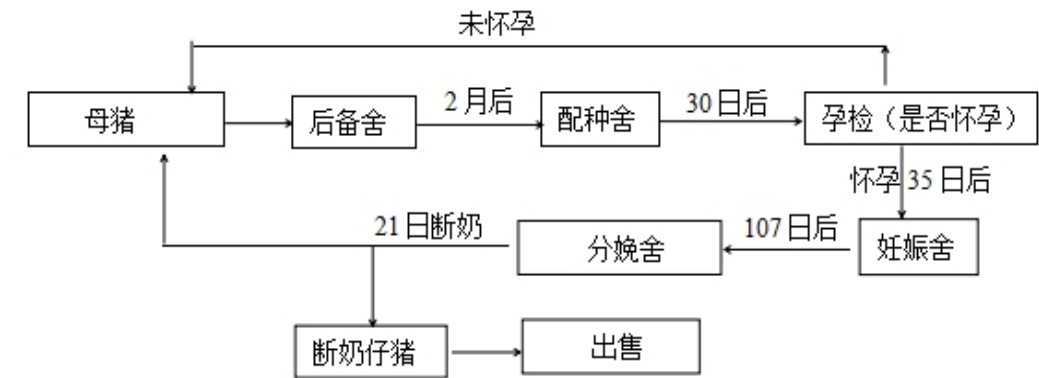 未怀孕
母猪
后备舍
2月后
配种舍
30日后
孕检（是否怀孕）
怀孕 35日后
妊娠舍
107日后
分娩舍
21日断奶
断奶仔猪
出售